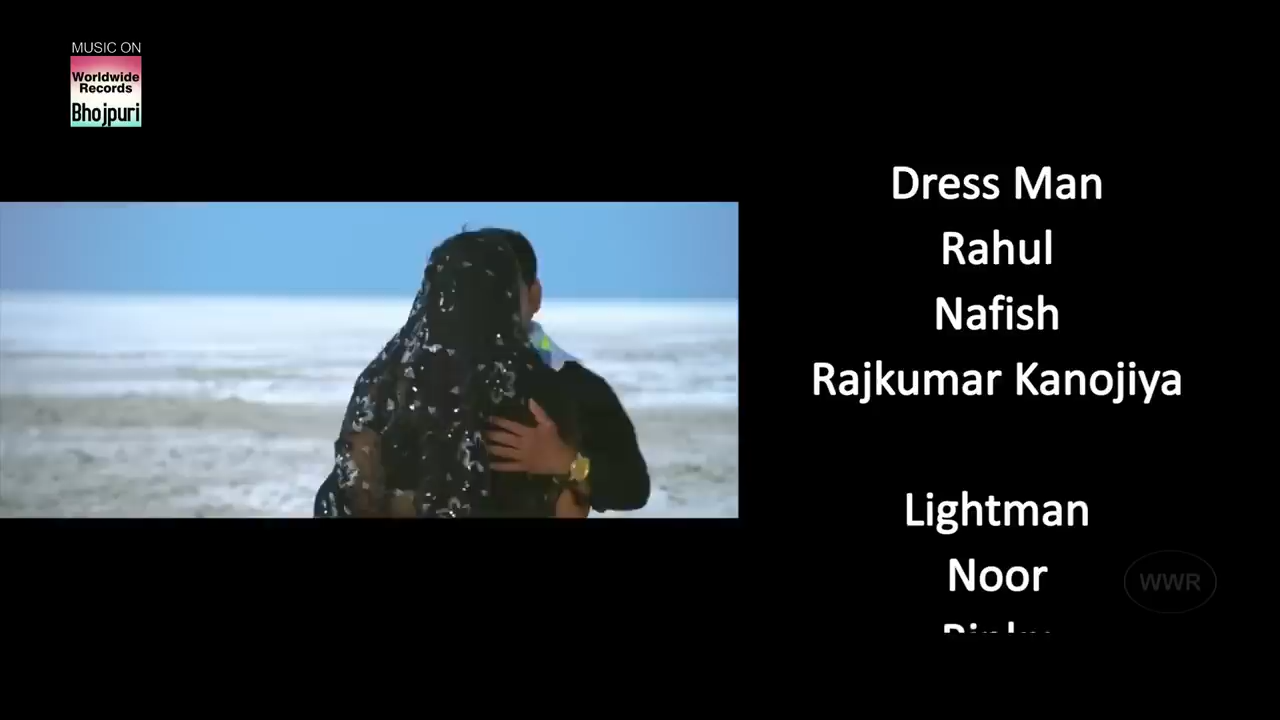 MUSIC ON
Worldwide
Records
Bhojpuri
Dress Man
Rahul
Nafish
Rajkumar Kanojiya
Lightman
Noor
WWR